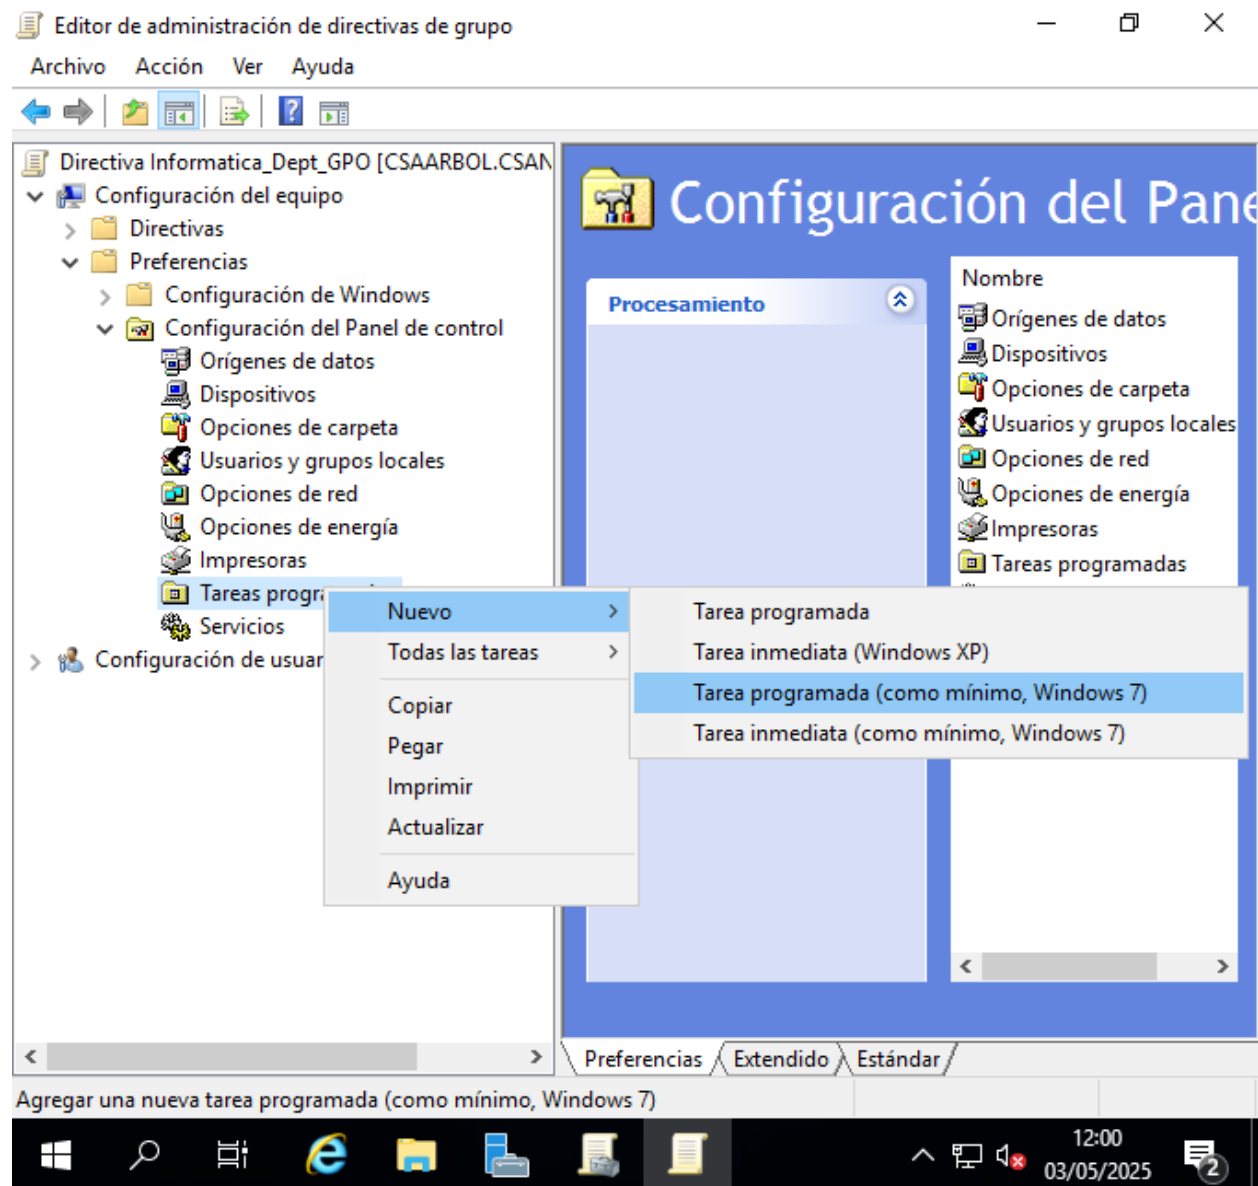 Editor de administración de directivas de grupo
Archivo Acción Ver Ayuda
Directiva Informatica_Dept_GPO [CSAARBOL.CSAN
Configuración del equipo
Directivas
Preferencias
Configuración de Windows
Configuración del Panel de control
Orígenes de datos
Dispositivos
Opciones de carpeta
Usuarios y grupos locales
Opciones de red
Opciones de energía
Impresoras
Tareas progra
Servicios
Configuración de usuar
Configuración del Pane
Procesamiento
Nombre
Orígenes de datos
Dispositivos
Opciones de carpeta
Usuarios y grupos locales
Opciones de red
Opciones de energía
Impresoras
Tareas programadas
Nuevo
Todas las tareas
Copiar
Pegar
Imprimir
Actualizar
Ayuda
Tarea programada
Tarea inmediata (Windows XP)
Tarea programada (como mínimo, Windows 7)
Tarea inmediata (como mínimo, Windows 7)
Preferencias Extendido Estándar
Agregar una nueva tarea programada (como mínimo, Windows 7)
12:00
03/05/2025
2